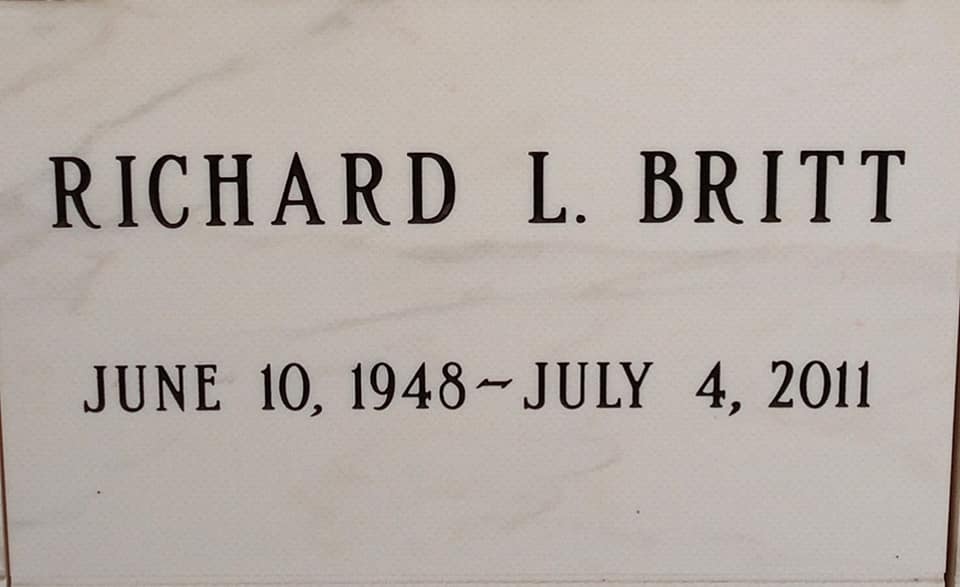 RICHARD L. BRITT
JUNE 10, 1948~JULY 4, 2011